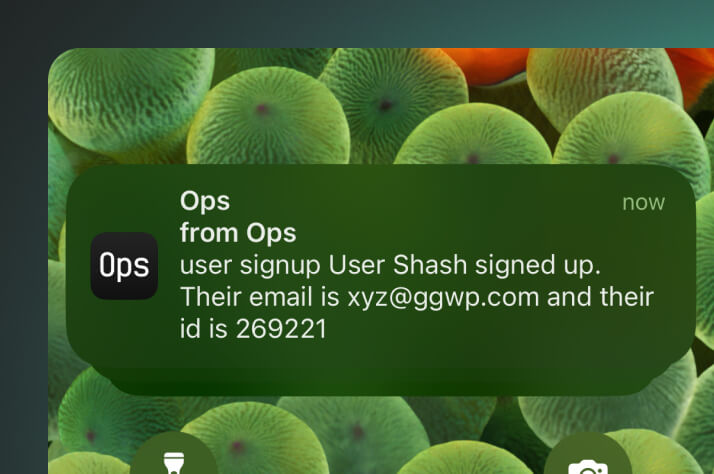 Ops
now
from Ops
Ops
user signup User Shash signed up.
Their email is xyz@ggwp.com and their
id is 269221